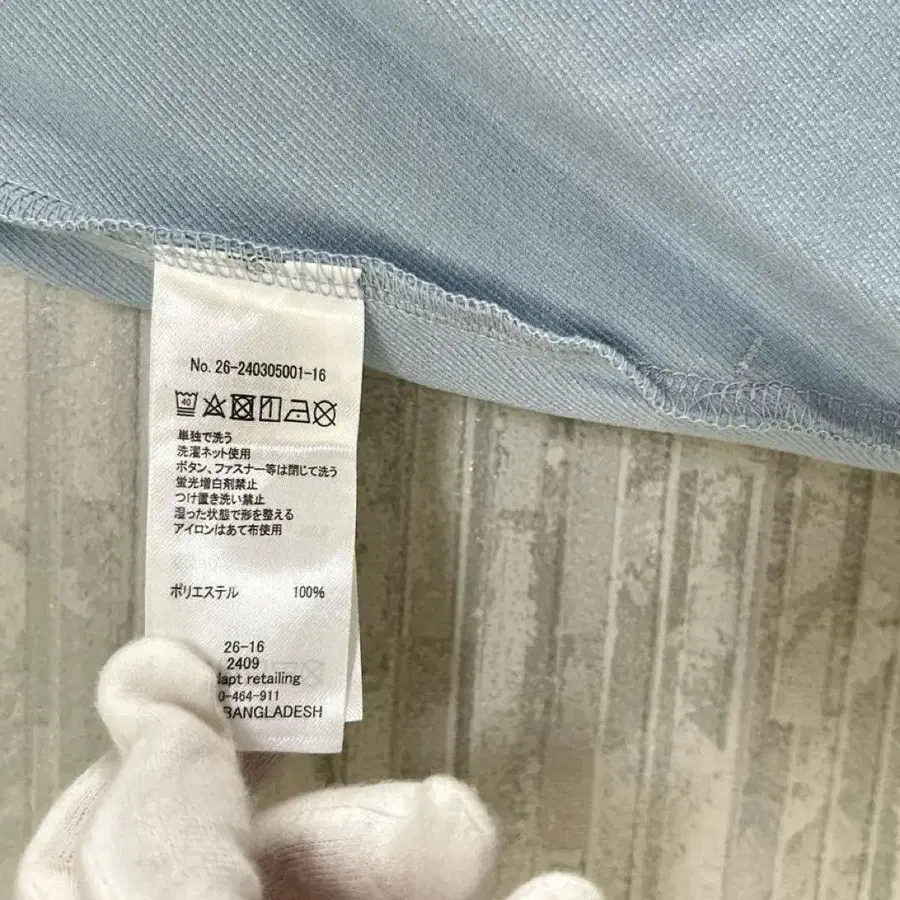 No. 26-240305001-16
40
単独で洗う
洗濯ネット使用
ボタン、ファスナー等は閉じて洗う
蛍光増白剤禁止
つけ置き洗い禁止
湿った状態で形を整える
アイロンはあて布使用
ポリエステル 100%
26-16
2409
retailing
0-464-911
BANGLADESH